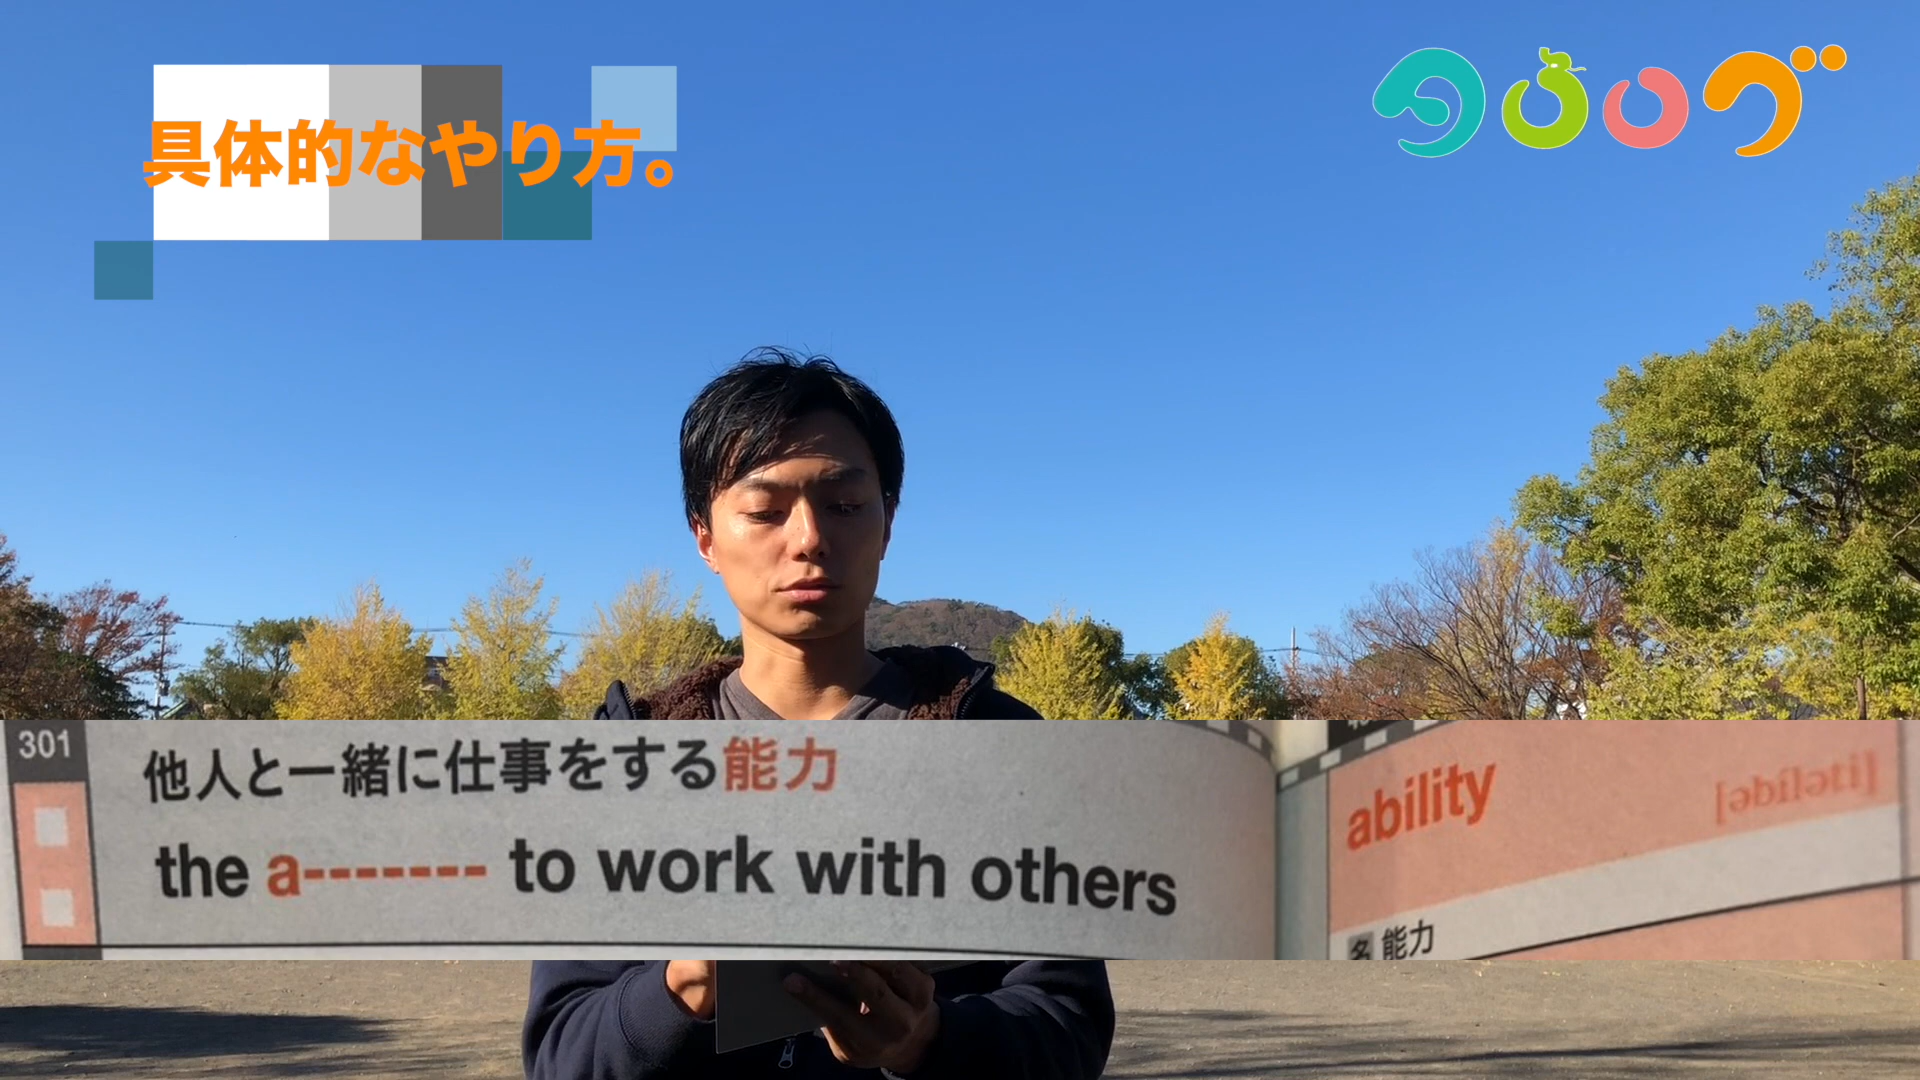 具体的なやり方。
タロログ
301
他人と一緒に仕事をする能力
the a------- to work with others
ability
[əbíləti]
名 能力